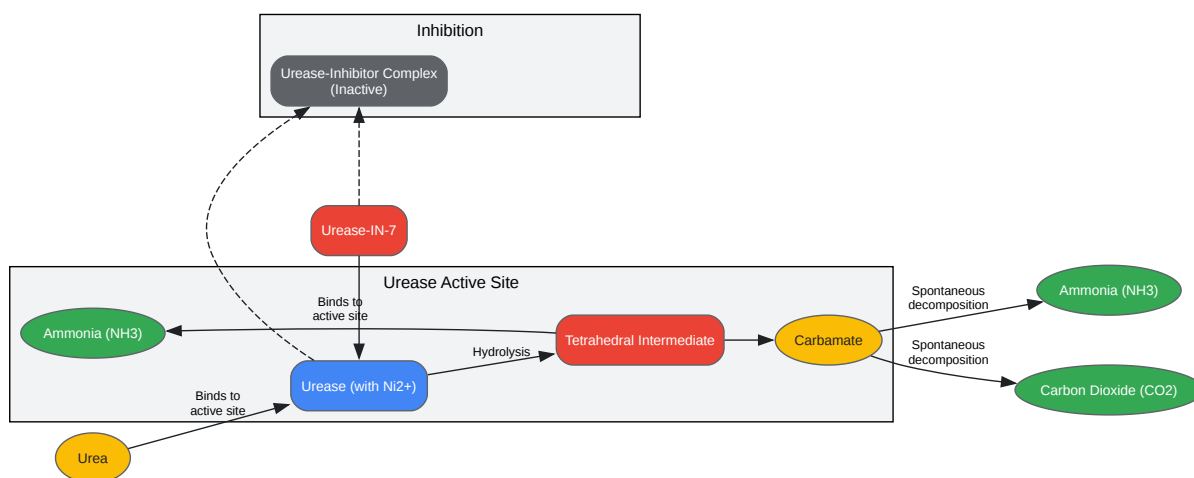 Inhibition
Urease-Inhibitor Complex
(Inactive)
Urease-IN-7
Urease Active Site
Binds to
active site
Ammonia (NH3)
Tetrahedral Intermediate
Carbamate
Spontaneous
decomposition
Ammonia (NH3)
Spontaneous
decomposition
Carbon Dioxide (CO2)
Hydrolysis
Urease (with Ni2+)
Binds to
active site
Urea